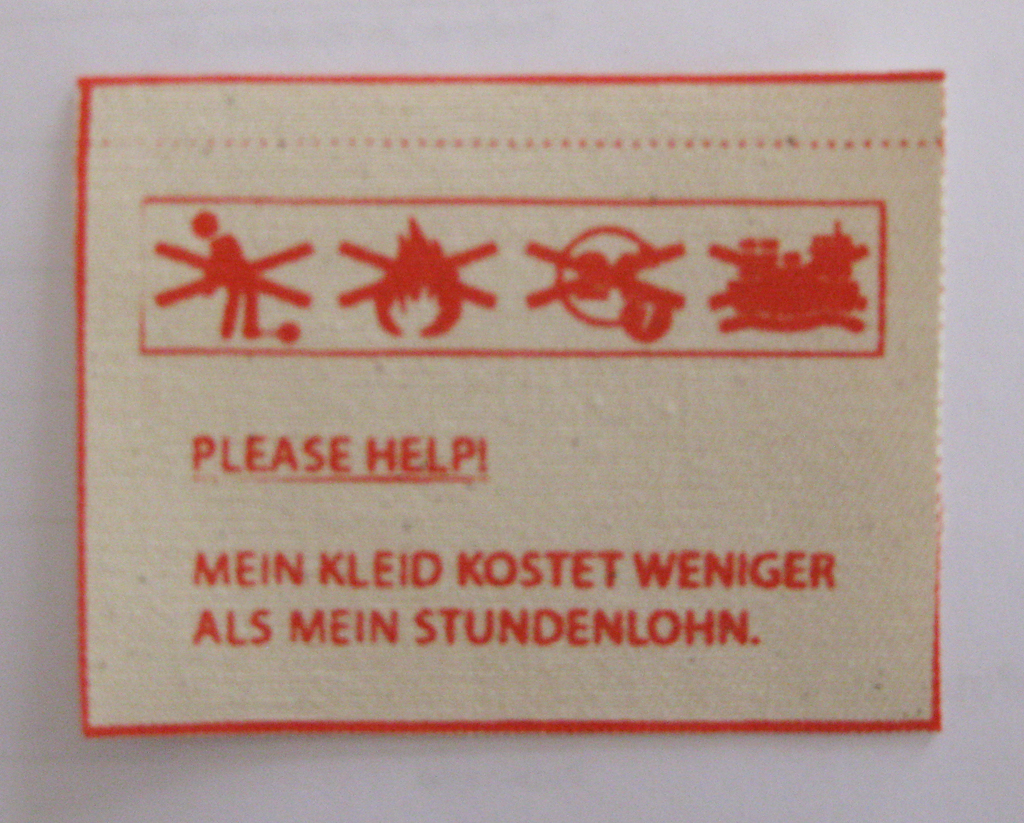 PLEASE HELP!
MEIN KLEID KOSTET WENIGER
ALS MEIN STUNDENLOHN.